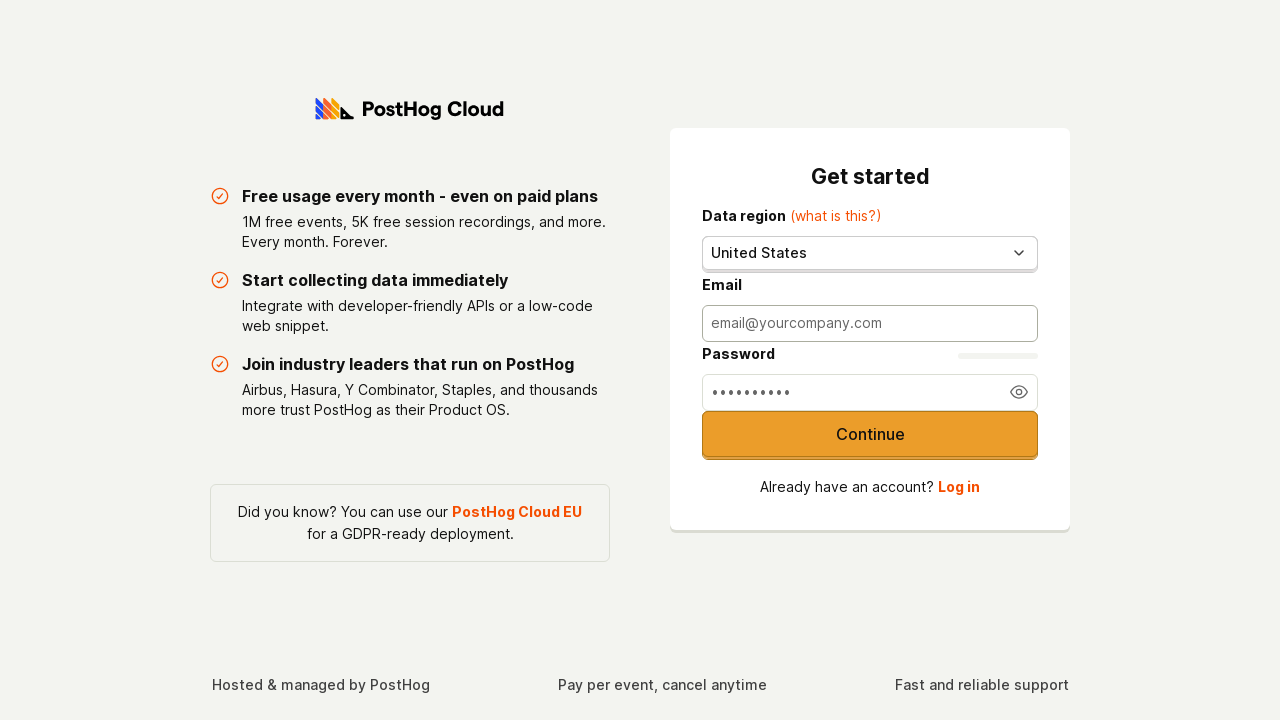 PostHog Cloud
Free usage every month - even on paid plans
1M free events, 5K free session recordings, and more.
Every month. Forever.
Start collecting data immediately
Integrate with developer-friendly APIs or a low-code
web snippet.
Join industry leaders that run on PostHog
Airbus, Hasura, Y Combinator, Staples, and thousands
more trust PostHog as their Product OS.
Did you know? You can use our PostHog Cloud EU
for a GDPR-ready deployment.
Get started
Data region (what is this?)
United States
Email
email@yourcompany.com
Password
••••••••••
Continue
Already have an account? Log in
Hosted & managed by PostHog
Pay per event, cancel anytime
Fast and reliable support